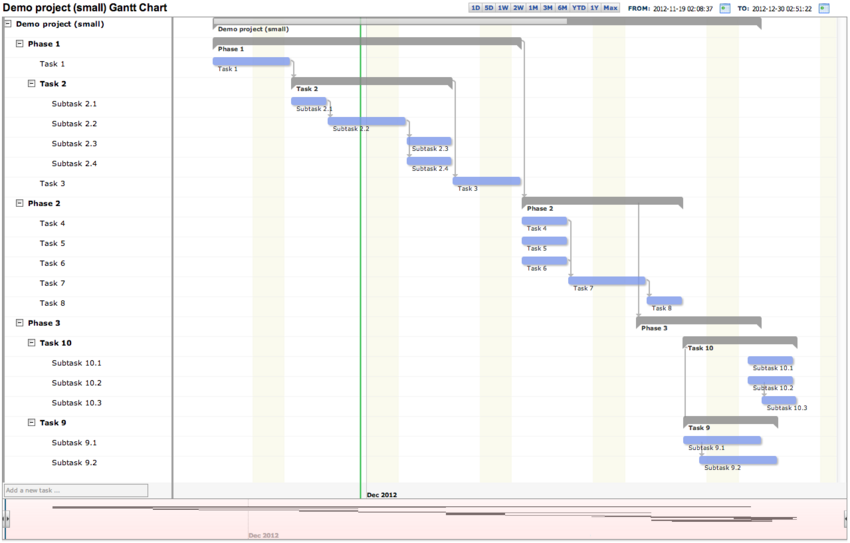 Demo project (small) Gantt Chart
1D 5D 1W 2W 1M 3M 6M YTD 1Y Max FROM: 2012-11-19 02:08:37 TO: 2012-12-30 02:51:22
Demo project (small)
Demo project (small)
Phase 1
Phase 1
Task 1
Task 1
Task 2
Task 2
Subtask 2.1
Subtask 2.1
Subtask 2.2
Subtask 2.2
Subtask 2.3
Subtask 2.3
Subtask 2.4
Subtask 2.4
Task 3
Task 3
Phase 2
Phase 2
Task 4
Task 4
Task 5
Task 5
Task 6
Task 6
Task 7
Task 7
Task 8
Task 8
Phase 3
Phase 3
Task 10
Task 10
Subtask 10.1
Subtask 10.1
Subtask 10.2
Subtask 10.2
Subtask 10.3
Subtask 10.3
Task 9
Task 9
Subtask 9.1
Subtask 9.1
Subtask 9.2
Subtask 9.2
Add a new task ...
Dec 2012
Dec 2012